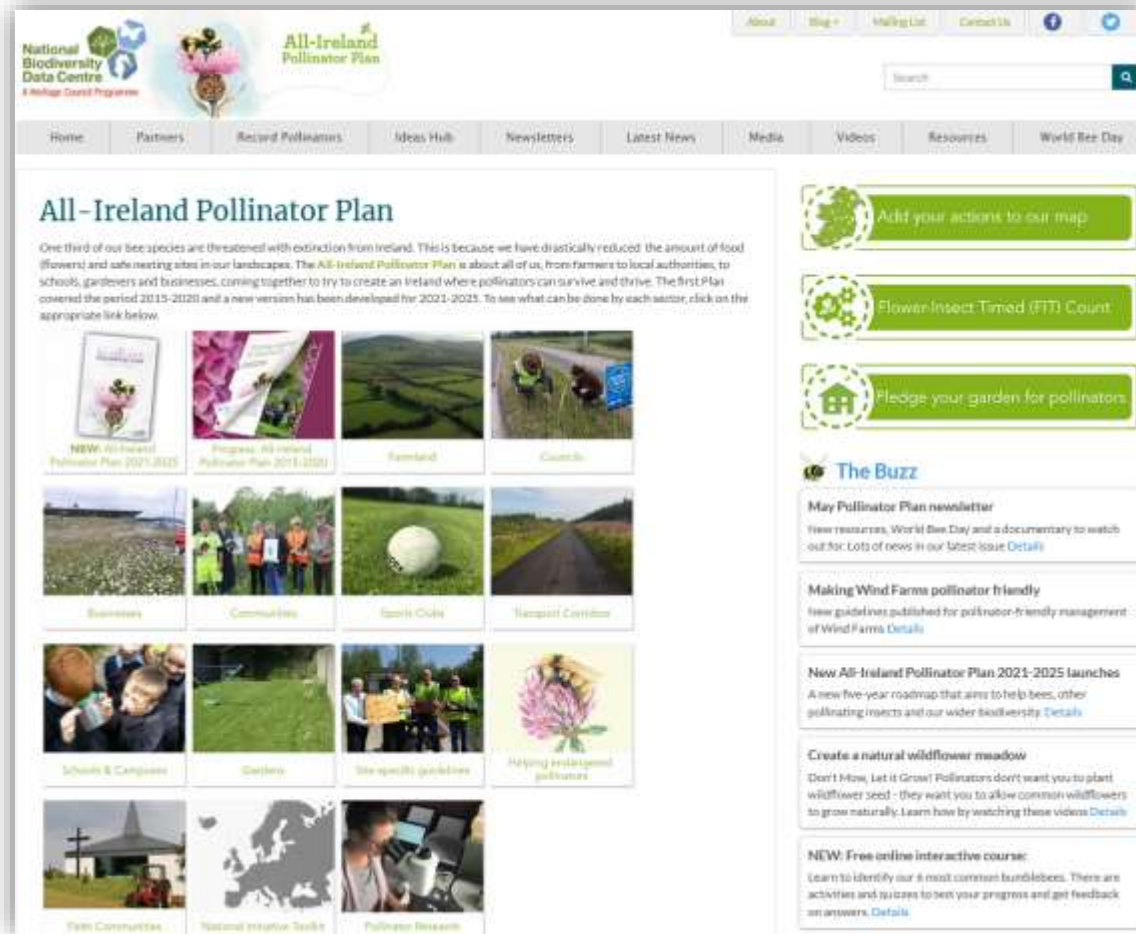 National
Biodiversity
Data Centre
A Heritage Council Programme
All-Ireland
Pollinator Plan
About
Blog
Mailing List
Contact Us
Search
Home
Partners
Record Pollinators
Ideas Hub
Newsletters
Latest News
Media
Videos
Resources
World Bee Day
All-Ireland Pollinator Plan
One third of our bee species are threatened with extinction from Ireland. This is because we have drastically reduced the amount of food
(flowers) and safe nesting sites in our landscapes. The All-Ireland Pollinator Plan is about all of us, from farmers to local authorities, to
schools, gardeners and businesses, coming together to try to create an Ireland where pollinators can survive and thrive. The first Plan
covered the period 2015-2020 and a new version has been developed for 2021-2025. To see what can be done by each sector, click on the
appropriate link below.
NEW: All-Ireland
Pollinator Plan 2021-2025
Progress: All-Ireland
Pollinator Plan 2015-2020
Farmland
Councils
Businesses
Communities
Sports Clubs
Transport Corridors
Schools & Campuses
Gardens
Site specific guidelines
Helping endangered
pollinators
Faith Communities
National Initiative Toolkit
Pollinator Research
Add your actions to our map
Flower-Insect Timed (FIT) Count
Pledge your garden for pollinators
The Buzz
May Pollinator Plan newsletter
New resources, World Bee Day and a documentary to watch
out for. Lots of news in our latest issue Details
Making Wind Farms pollinator friendly
New guidelines published for pollinator-friendly management
of Wind Farms Details
New All-Ireland Pollinator Plan 2021-2025 launches
A new five-year roadmap that aims to help bees, other
pollinating insects and our wider biodiversity. Details
Create a natural wildflower meadow
Don't Mow, Let it Grow! Pollinators don't want you to plant
wildflower seed - they want you to allow common wildflowers
to grow naturally. Learn how by watching these videos Details
NEW: Free online interactive course:
Learn to identify our 6 most common bumblebees. There are
activities and quizzes to test your progress and get feedback
on answers. Details